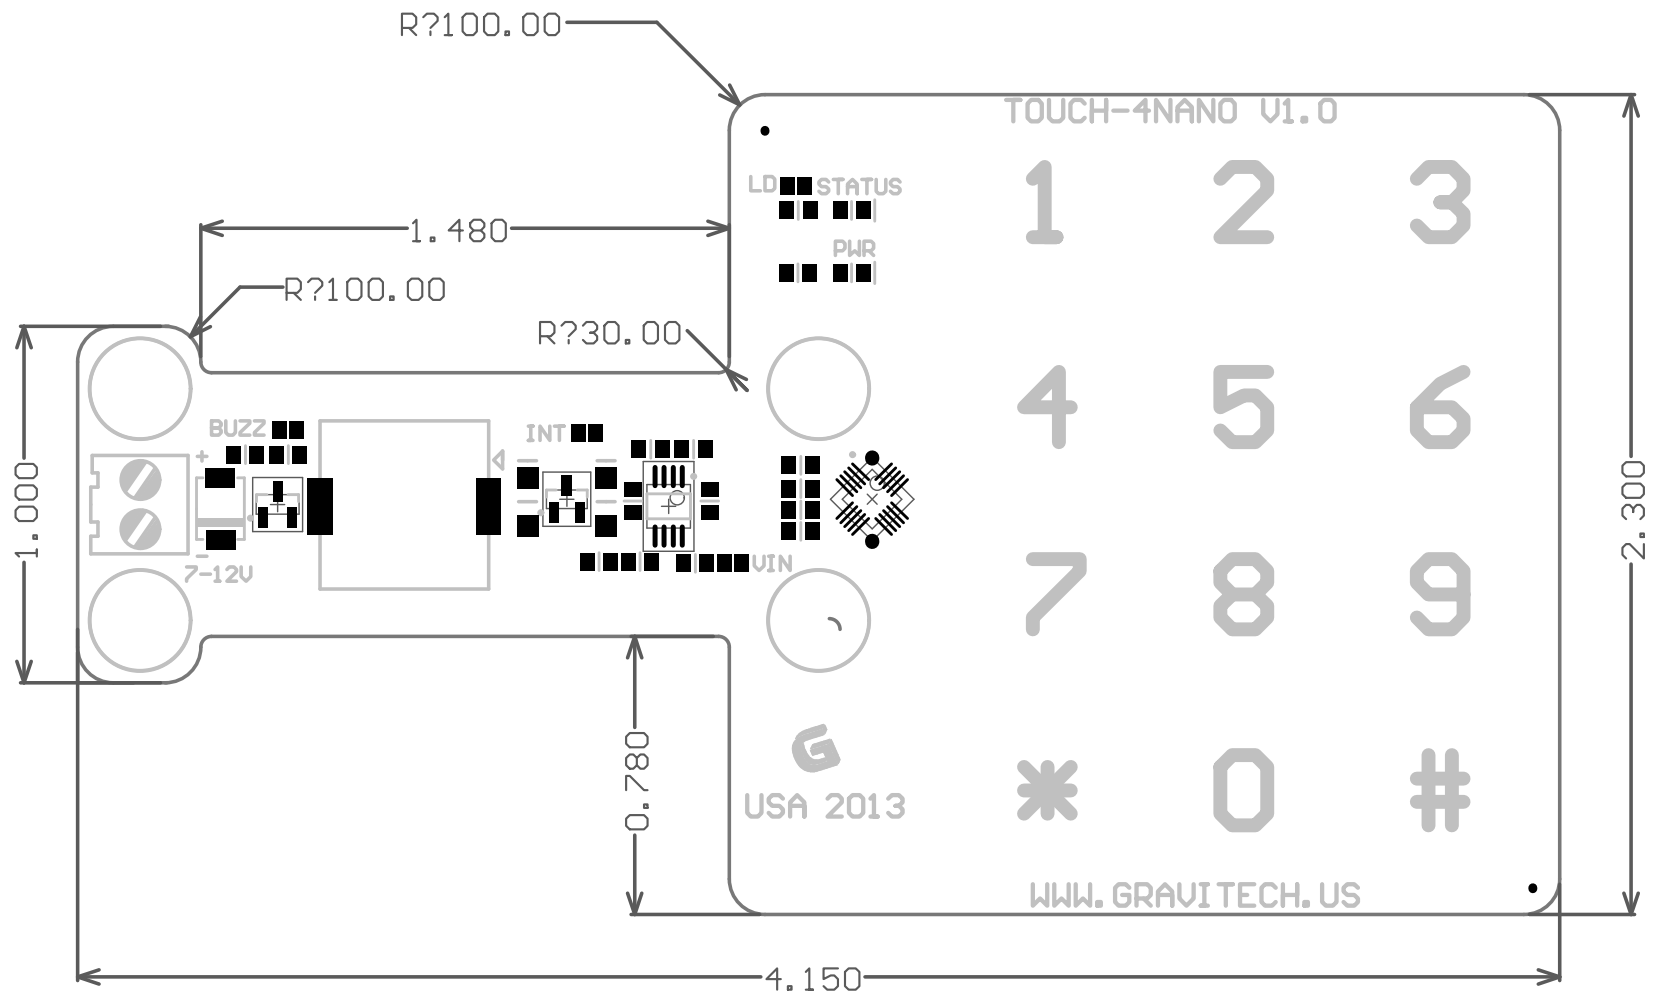 R?100.00
TOUCH-4NANO V1.0
LD STATUS
1 2 3
1.480
PWR
R?100.00
R?30.00
4 5 6
BUZZ
INT
+
1.000
2.300
-
7-12V
VIN
7 8 9
0.780
G
USA 2013
* 0 #
WWW.GRAVITECH.US
4.150